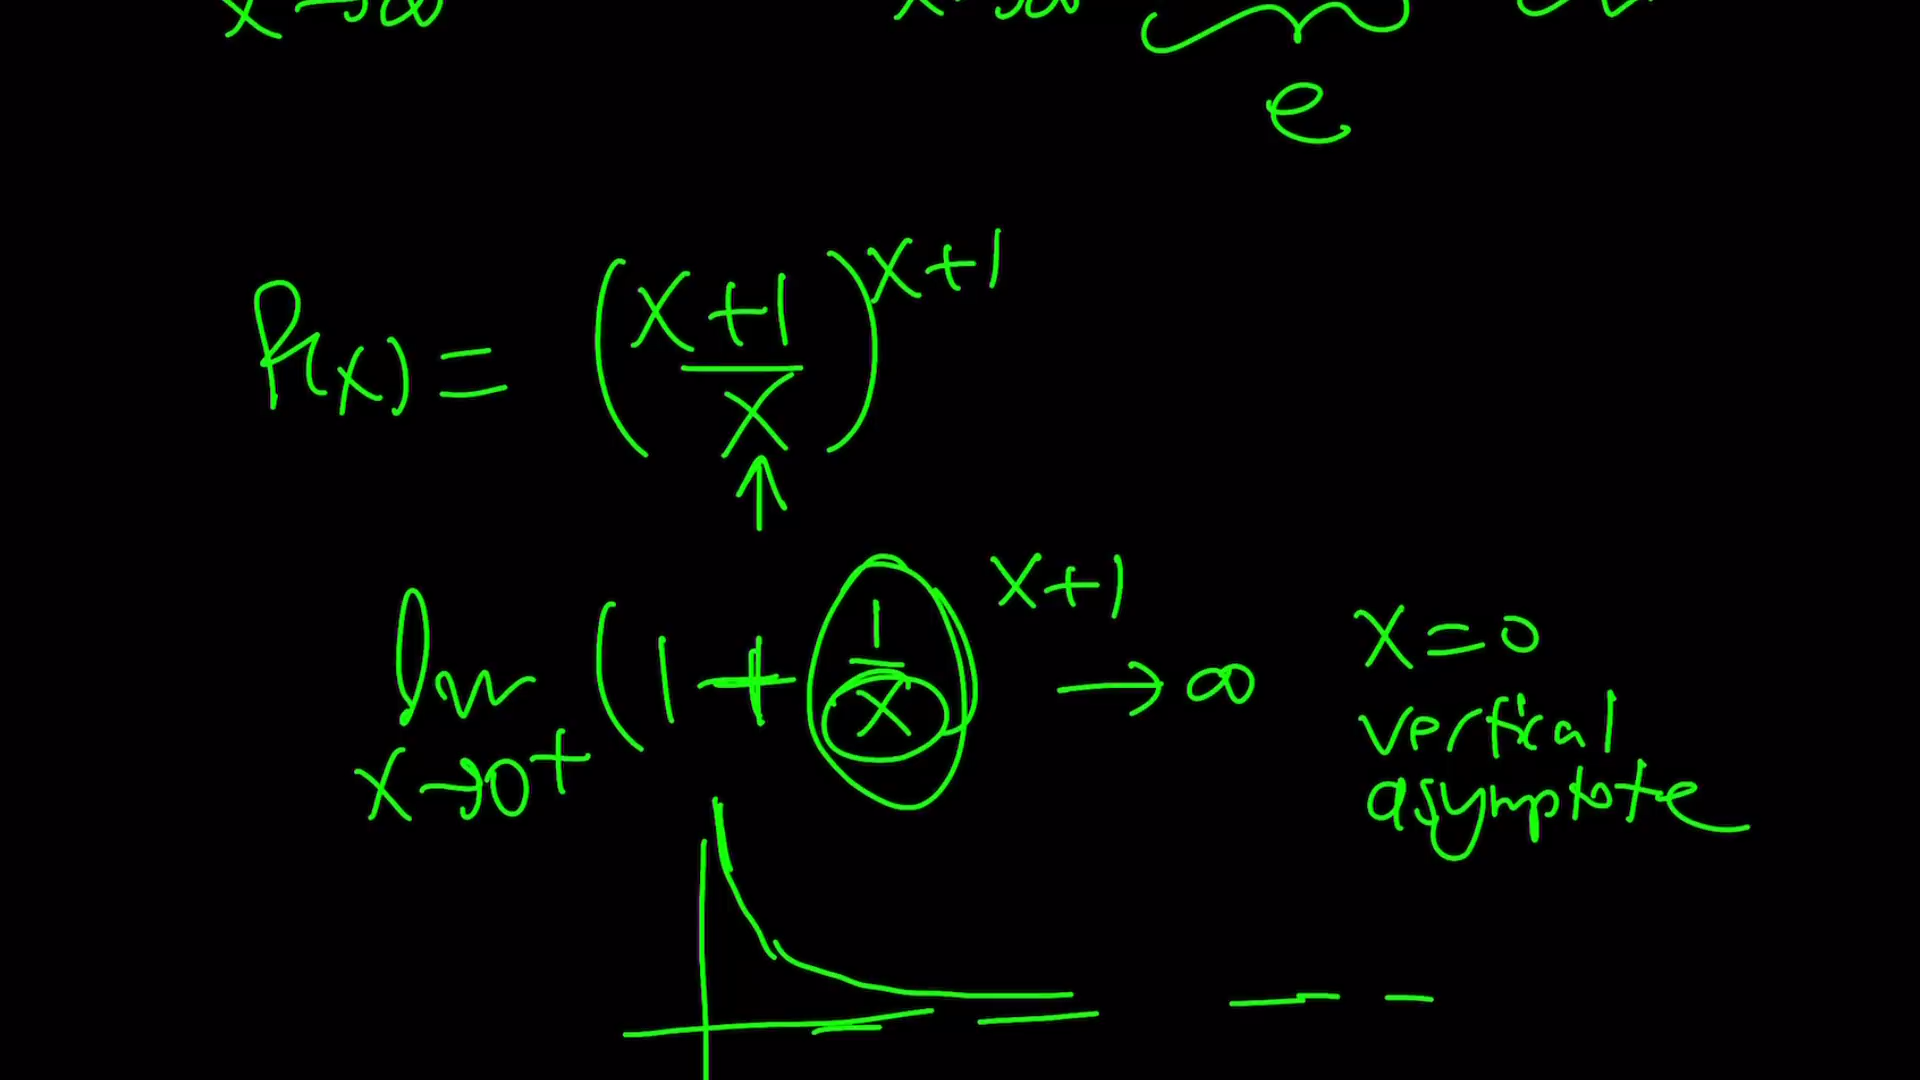 x→∞ x→∞
e
h(x) = ((x+1)/x)^(x+1)
↑
lim x→0+ (1 + 1/x)^(x+1) → ∞
x=0
vertical
asymptote